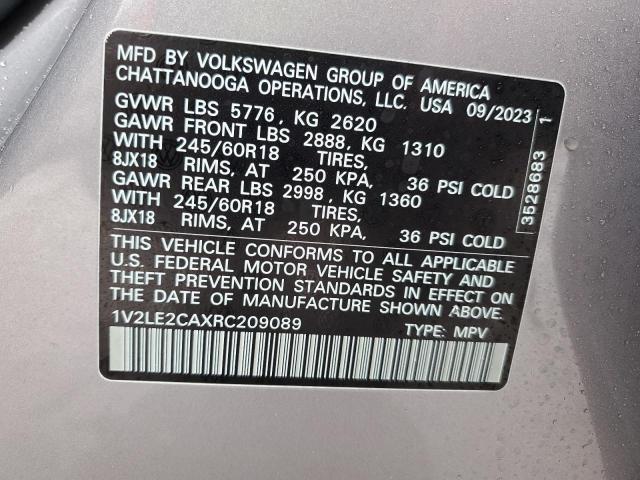 MFD BY VOLKSWAGEN GROUP OF AMERICA
CHATTANOOGA OPERATIONS, LLC. USA 09/2023
GVWR LBS 5776, KG 2620
GAWR FRONT LBS 2888, KG 1310
WITH 245/60R18 TIRES,
8JX18 RIMS, AT 250 KPA, 36 PSI COLD
GAWR REAR LBS 2998, KG 1360
WITH 245/60R18 TIRES,
8JX18 RIMS, AT 250 KPA, 36 PSI COLD
THIS VEHICLE CONFORMS TO ALL APPLICABLE
U.S. FEDERAL MOTOR VEHICLE SAFETY AND
THEFT PREVENTION STANDARDS IN EFFECT ON
THE DATE OF MANUFACTURE SHOWN ABOVE.
1V2LE2CAXRC209089 TYPE: MPV
3528683 1